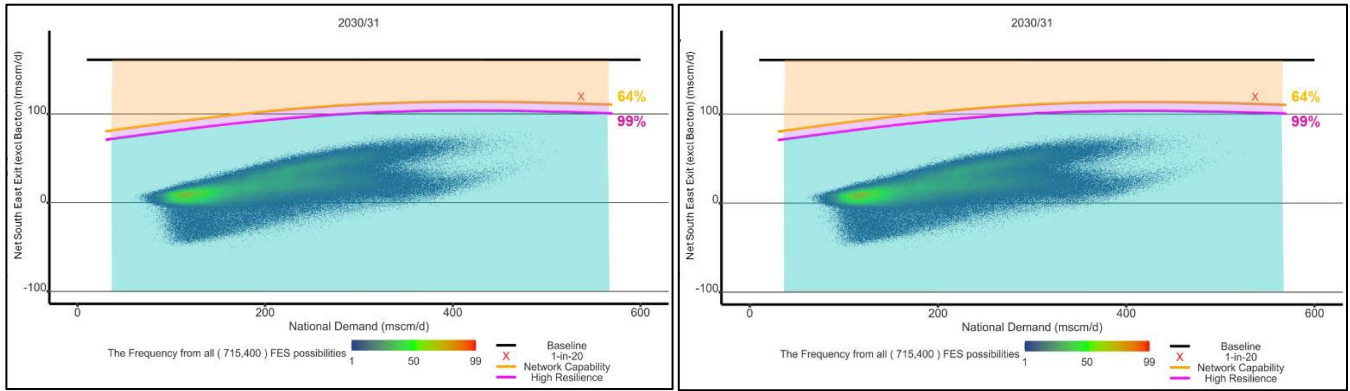 2030/31
Net South East Exit (excl Bacton) (mscm/d)
100
0
-100
X
64%
99%
0
200
400
600
National Demand (mscm/d)
The Frequency from all ( 715,400 ) FES possibilities
1
50
99
Baseline
X 1-in-20
Network Capability
High Resilience
2030/31
Net South East Exit (excl Bacton) (mscm/d)
100
0
-100
X
64%
99%
0
200
400
600
National Demand (mscm/d)
The Frequency from all ( 715,400 ) FES possibilities
1
50
99
Baseline
X 1-in-20
Network Capability
High Resilience